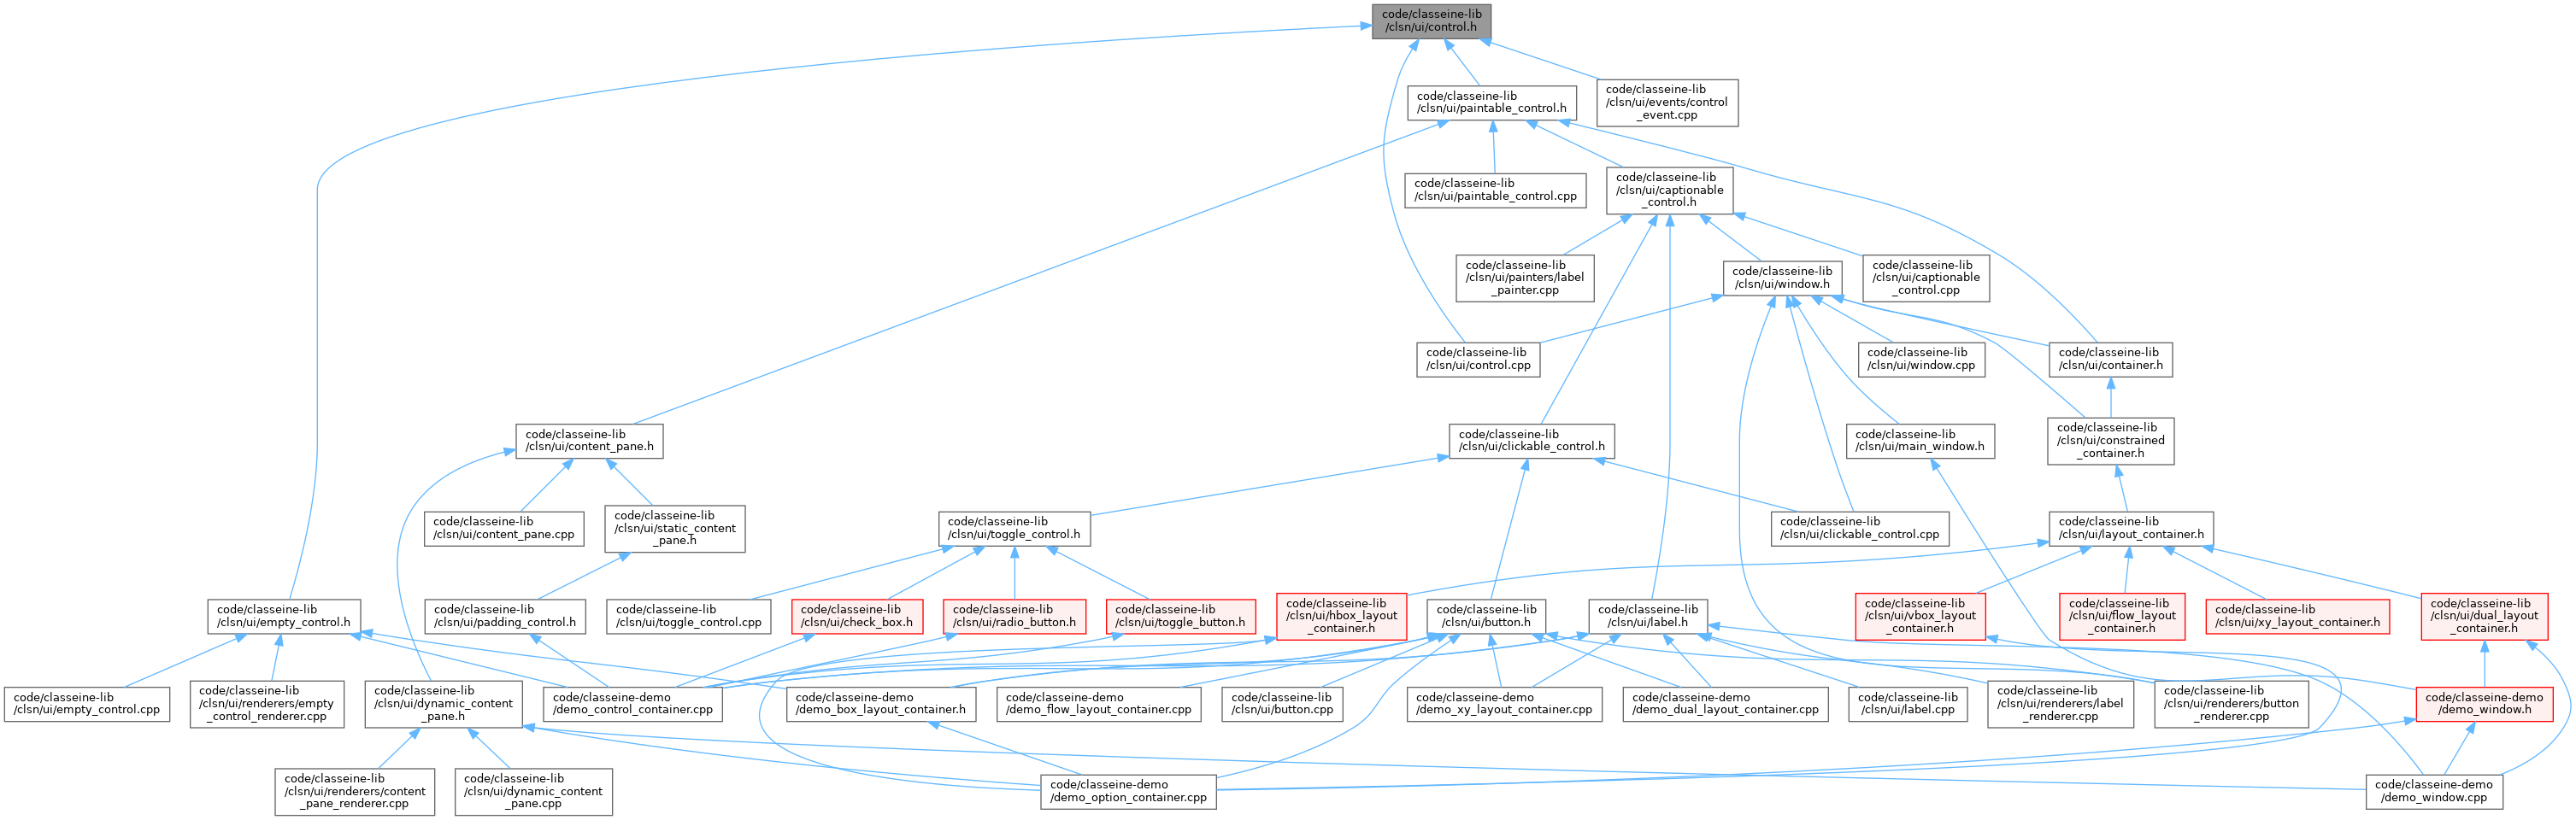 code/classeine-lib
/clsn/ui/control.h
code/classeine-lib
/clsn/ui/paintable_control.h
code/classeine-lib
/clsn/ui/events/control
_event.cpp
code/classeine-lib
/clsn/ui/paintable_control.cpp
code/classeine-lib
/clsn/ui/captionable
_control.h
code/classeine-lib
/clsn/ui/painters/label
_painter.cpp
code/classeine-lib
/clsn/ui/window.h
code/classeine-lib
/clsn/ui/captionable
_control.cpp
code/classeine-lib
/clsn/ui/control.cpp
code/classeine-lib
/clsn/ui/window.cpp
code/classeine-lib
/clsn/ui/container.h
code/classeine-lib
/clsn/ui/content_pane.h
code/classeine-lib
/clsn/ui/clickable_control.h
code/classeine-lib
/clsn/ui/main_window.h
code/classeine-lib
/clsn/ui/constrained
_container.h
code/classeine-lib
/clsn/ui/content_pane.cpp
code/classeine-lib
/clsn/ui/static_content
_pane.h
code/classeine-lib
/clsn/ui/toggle_control.h
code/classeine-lib
/clsn/ui/clickable_control.cpp
code/classeine-lib
/clsn/ui/layout_container.h
code/classeine-lib
/clsn/ui/empty_control.h
code/classeine-lib
/clsn/ui/padding_control.h
code/classeine-lib
/clsn/ui/toggle_control.cpp
code/classeine-lib
/clsn/ui/check_box.h
code/classeine-lib
/clsn/ui/radio_button.h
code/classeine-lib
/clsn/ui/toggle_button.h
code/classeine-lib
/clsn/ui/hbox_layout
_container.h
code/classeine-lib
/clsn/ui/button.h
code/classeine-lib
/clsn/ui/label.h
code/classeine-lib
/clsn/ui/vbox_layout
_container.h
code/classeine-lib
/clsn/ui/flow_layout
_container.h
code/classeine-lib
/clsn/ui/xy_layout_container.h
code/classeine-lib
/clsn/ui/dual_layout
_container.h
code/classeine-lib
/clsn/ui/empty_control.cpp
code/classeine-lib
/clsn/ui/renderers/empty
_control_renderer.cpp
code/classeine-lib
/clsn/ui/dynamic_content
_pane.h
code/classeine-demo
/demo_control_container.cpp
code/classeine-demo
/demo_box_layout_container.h
code/classeine-demo
/demo_flow_layout_container.cpp
code/classeine-lib
/clsn/ui/button.cpp
code/classeine-demo
/demo_xy_layout_container.cpp
code/classeine-demo
/demo_dual_layout_container.cpp
code/classeine-lib
/clsn/ui/label.cpp
code/classeine-lib
/clsn/ui/renderers/label
_renderer.cpp
code/classeine-lib
/clsn/ui/renderers/button
_renderer.cpp
code/classeine-demo
/demo_window.h
code/classeine-lib
/clsn/ui/renderers/content
_pane_renderer.cpp
code/classeine-lib
/clsn/ui/dynamic_content
_pane.cpp
code/classeine-demo
/demo_option_container.cpp
code/classeine-demo
/demo_window.cpp